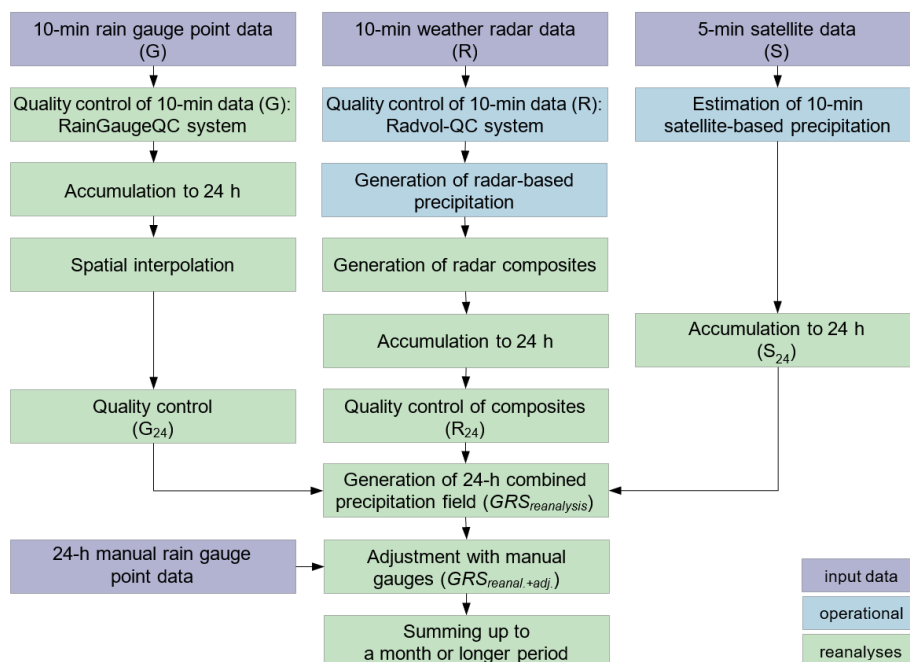 10-min rain gauge point data
(G)
10-min weather radar data
(R)
5-min satellite data
(S)
Quality control of 10-min data (G):
RainGaugeQC system
Quality control of 10-min data (R):
Radvol-QC system
Estimation of 10-min
satellite-based precipitation
Accumulation to 24 h
Generation of radar-based
precipitation
Spatial interpolation
Generation of radar composites
Accumulation to 24 h
Accumulation to 24 h
(S24)
Quality control
(G24)
Quality control of composites
(R24)
Generation of 24-h combined
precipitation field (GRSreanalysis)
24-h manual rain gauge
point data
Adjustment with manual
gauges (GRSreanal.+adj.)
Summing up to
a month or longer period
input data
operational
reanalyses